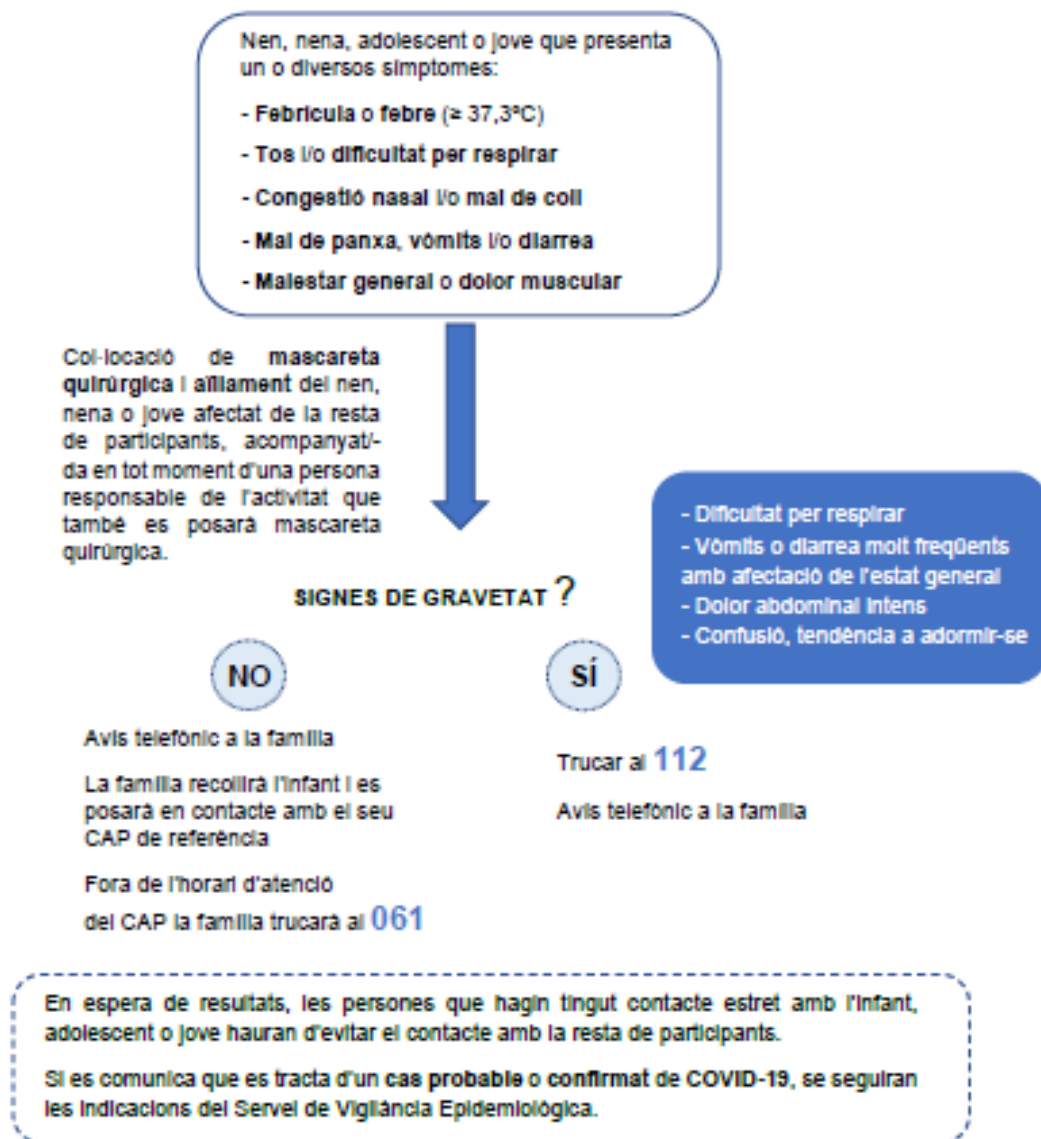 Nen, nena, adolescent o jove que presenta
un o diversos símptomes:
- Febrícula o febre (≥ 37,3ºC)
- Tos i/o dificultat per respirar
- Congestió nasal i/o mal de coll
- Mal de panxa, vòmits i/o diarrea
- Malestar general o dolor muscular
Col·locació de mascareta
quirúrgica i aïllament del nen,
nena o jove afectat de la resta
de participants, acompanyat/-
da en tot moment d'una persona
responsable de l'activitat que
també es posarà mascareta
quirúrgica.
- Dificultat per respirar
- Vòmits o diarrea molt freqüents
amb afectació de l'estat general
- Dolor abdominal intens
- Confusió, tendència a adormir-se
SIGNES DE GRAVETAT ?
NO
Avís telefònic a la família
La família recollirà l'infant i es
posarà en contacte amb el seu
CAP de referència
Fora de l'horari d'atenció
del CAP la família trucarà al 061
SÍ
Trucar al 112
Avís telefònic a la família
En espera de resultats, les persones que hagin tingut contacte estret amb l'infant,
adolescent o jove hauran d'evitar el contacte amb la resta de participants.
Si es comunica que es tracta d'un cas probable o confirmat de COVID-19, se seguiran
les indicacions del Servei de Vigilància Epidemiològica.